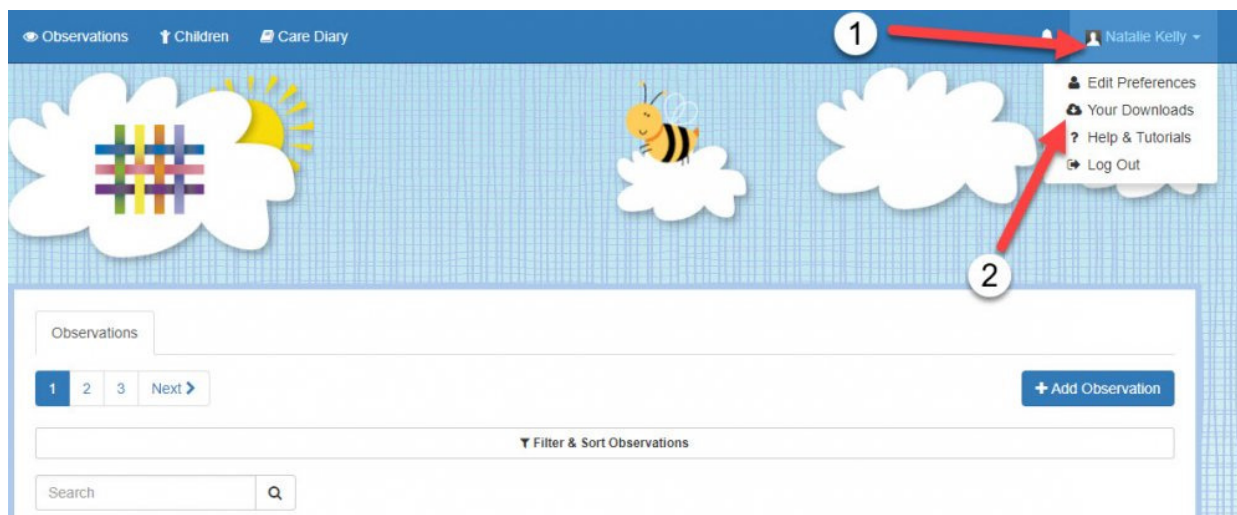 Observations Children Care Diary 1 Natalie Kelly
Edit Preferences
Your Downloads
? Help & Tutorials
Log Out
2
Observations
1 2 3 Next
+ Add Observation
Filter & Sort Observations
Search